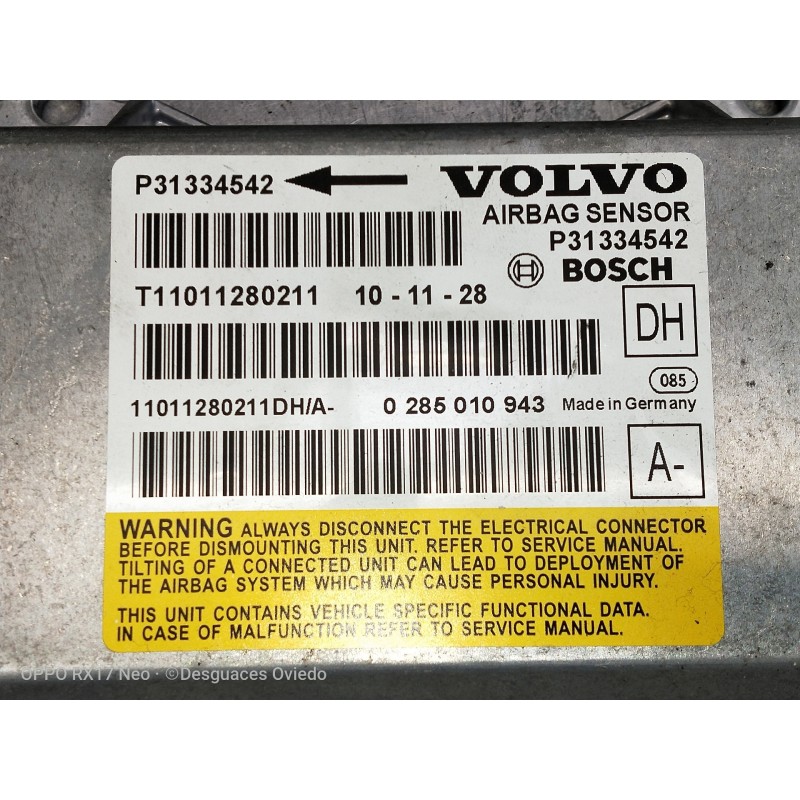 P31334542
VOLVO
AIRBAG SENSOR
P31334542
BOSCH
T11011280211 10 - 11 - 28
DH
085
11011280211DH/A- 0 285 010 943 Made in Germany
A-
WARNING ALWAYS DISCONNECT THE ELECTRICAL CONNECTOR
BEFORE DISMOUNTING THIS UNIT. REFER TO SERVICE MANUAL.
TILTING OF A CONNECTED UNIT CAN LEAD TO DEPLOYMENT OF
THE AIRBAG SYSTEM WHICH MAY CAUSE PERSONAL INJURY.
THIS UNIT CONTAINS VEHICLE SPECIFIC FUNCTIONAL DATA.
IN CASE OF MALFUNCTION REFER TO SERVICE MANUAL.
OPPO RX17 Neo · ©Desguaces Oviedo